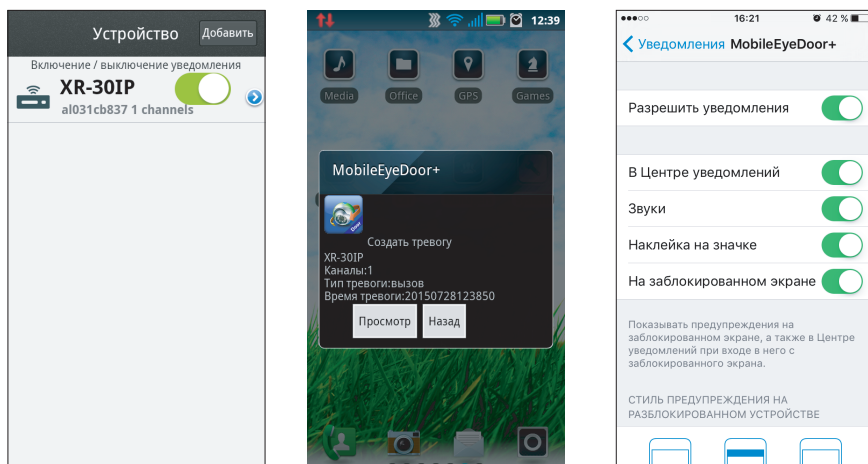 Устройство
Добавить
Включение / выключение уведомления
XR-30IP
al031cb837 1 channels
12:39
Media
Office
GPS
Games
MobileEyeDoor+
Door
Создать тревогу
XR-30IP
Каналы:1
Тип тревоги:вызов
Время тревоги:20150728123850
Просмотр
Назад
16:21
42 %
Уведомления MobileEyeDoor+
Разрешить уведомления
В Центре уведомлений
Звуки
Наклейка на значке
На заблокированном экране
Показывать предупреждения на
заблокированном экране, а также в Центре
уведомлений при входе в него с
заблокированного экрана.
СТИЛЬ ПРЕДУПРЕЖДЕНИЯ НА
РАЗБЛОКИРОВАННОМ УСТРОЙСТВЕ